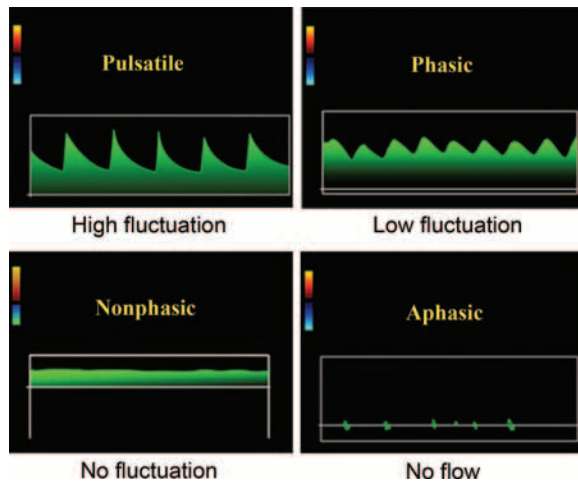 Pulsatile
High fluctuation
Phasic
Low fluctuation
Nonphasic
No fluctuation
Aphasic
No flow